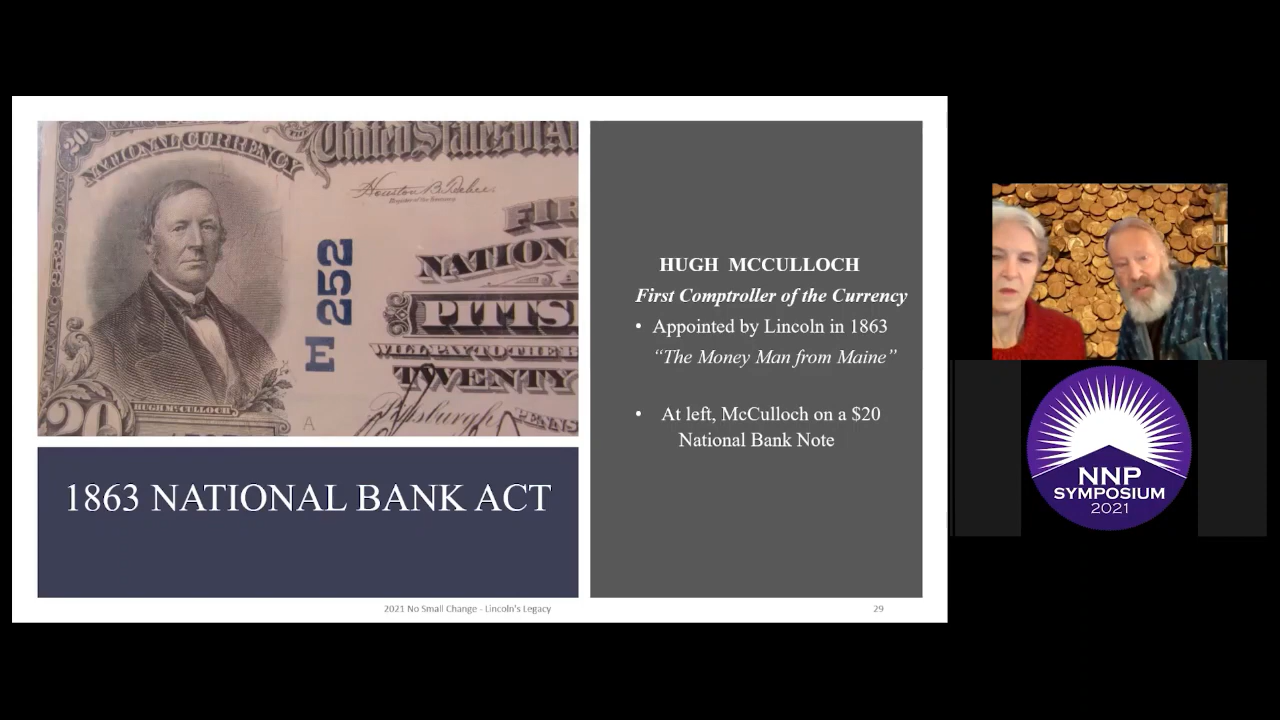 20
NATIONAL CURRENCY
United States of A
Register of the Treasury
FIR
NATION
PITTS
WILL PAY TO THE B
TWENTY
Pittsburgh
PENNS
E 252
HUGH MCCULLOCH
20
A
1863 NATIONAL BANK ACT
HUGH MCCULLOCH
First Comptroller of the Currency
• Appointed by Lincoln in 1863
“The Money Man from Maine”
• At left, McCulloch on a $20
National Bank Note
2021 No Small Change - Lincoln's Legacy
29
NNP
SYMPOSIUM
2021